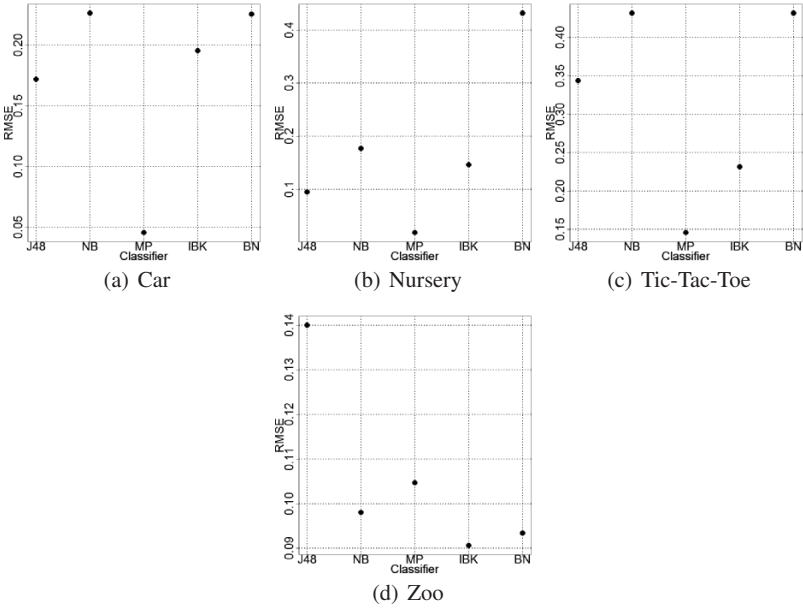 0.20
0.15
0.10
0.05
RMSE
J48 NB MP IBK BN
Classifier
(a) Car
0.4
0.3
0.2
0.1
RMSE
J48 NB MP IBK BN
Classifier
(b) Nursery
0.40
0.35
0.30
0.25
0.20
0.15
RMSE
J48 NB MP IBK BN
Classifier
(c) Tic-Tac-Toe
0.14
0.13
0.12
0.11
0.10
0.09
RMSE
J48 NB MP IBK BN
Classifier
(d) Zoo